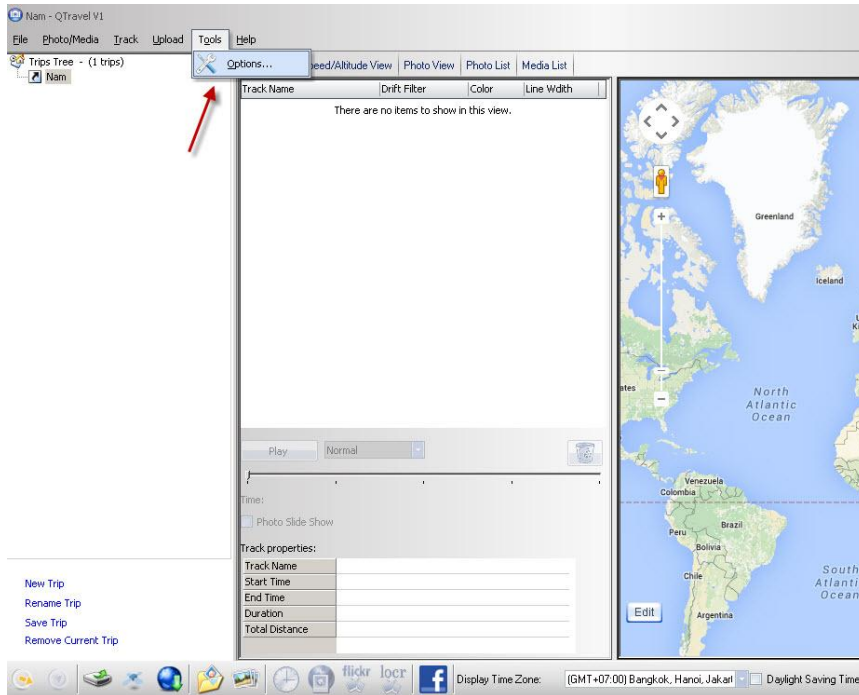 Nam - QTravel V1
File Photo/Media Track Upload Tools Help
Trips Tree - (1 trips)
Nam
Options...
eed/Altitude View Photo View Photo List Media List
Track Name Drift Filter Color Line Wdith
There are no items to show in this view.
Greenland
Iceland
ates
North
Atlantic
Ocean
Play Normal
Time:
Photo Slide Show
Track properties:
Track Name
Start Time
End Time
Duration
Total Distance
Venezuela
Colombia
Brazil
Peru
Bolivia
Chile
South
Atlanti
Ocean
Argentina
Edit
New Trip
Rename Trip
Save Trip
Remove Current Trip
flickr locr f Display Time Zone: (GMT+07:00) Bangkok, Hanoi, Jakart Daylight Saving Time